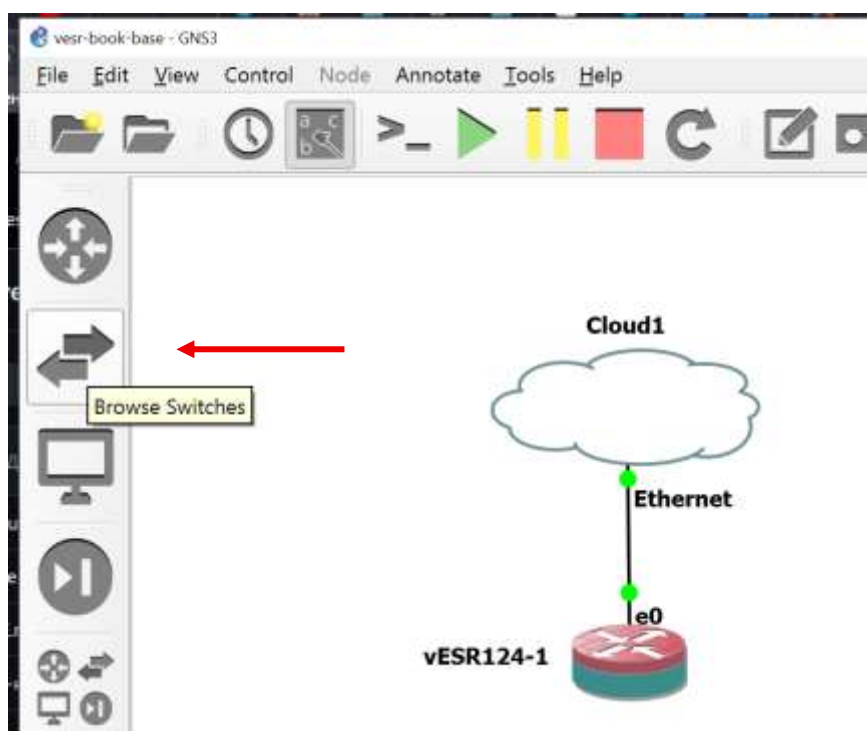 vesr-book-base - GNS3
File Edit View Control Node Annotate Tools Help
a c
b z
>_
Cloud1
Browse Switches
Ethernet
e0
vESR124-1